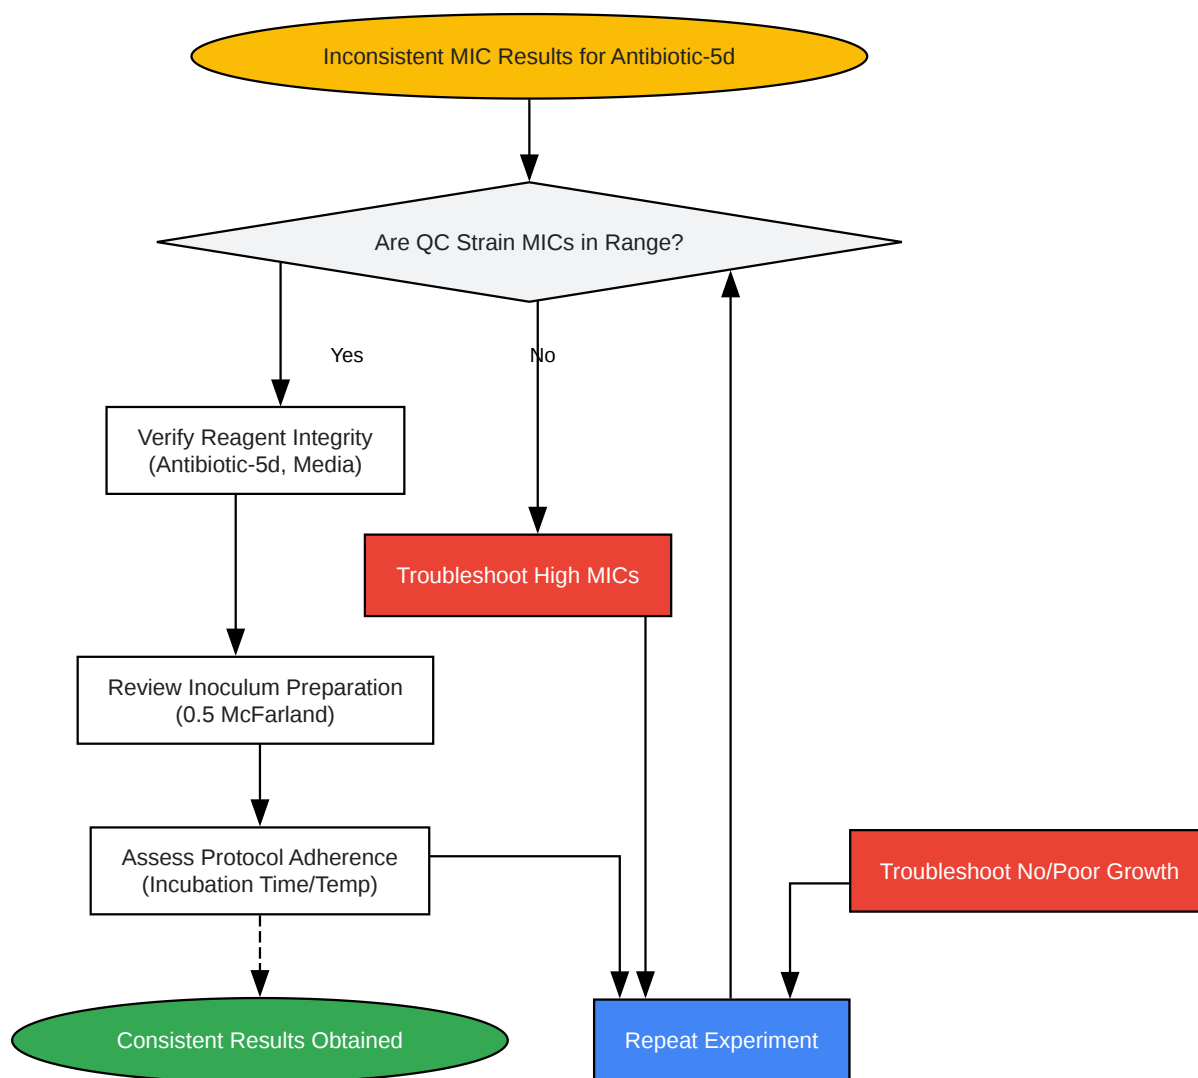 Inconsistent MIC Results for Antibiotic-5d
Are QC Strain MICs in Range?
Yes
No
Verify Reagent Integrity
(Antibiotic-5d, Media)
Troubleshoot High MICs
Review Inoculum Preparation
(0.5 McFarland)
Assess Protocol Adherence
(Incubation Time/Temp)
Troubleshoot No/Poor Growth
Consistent Results Obtained
Repeat Experiment